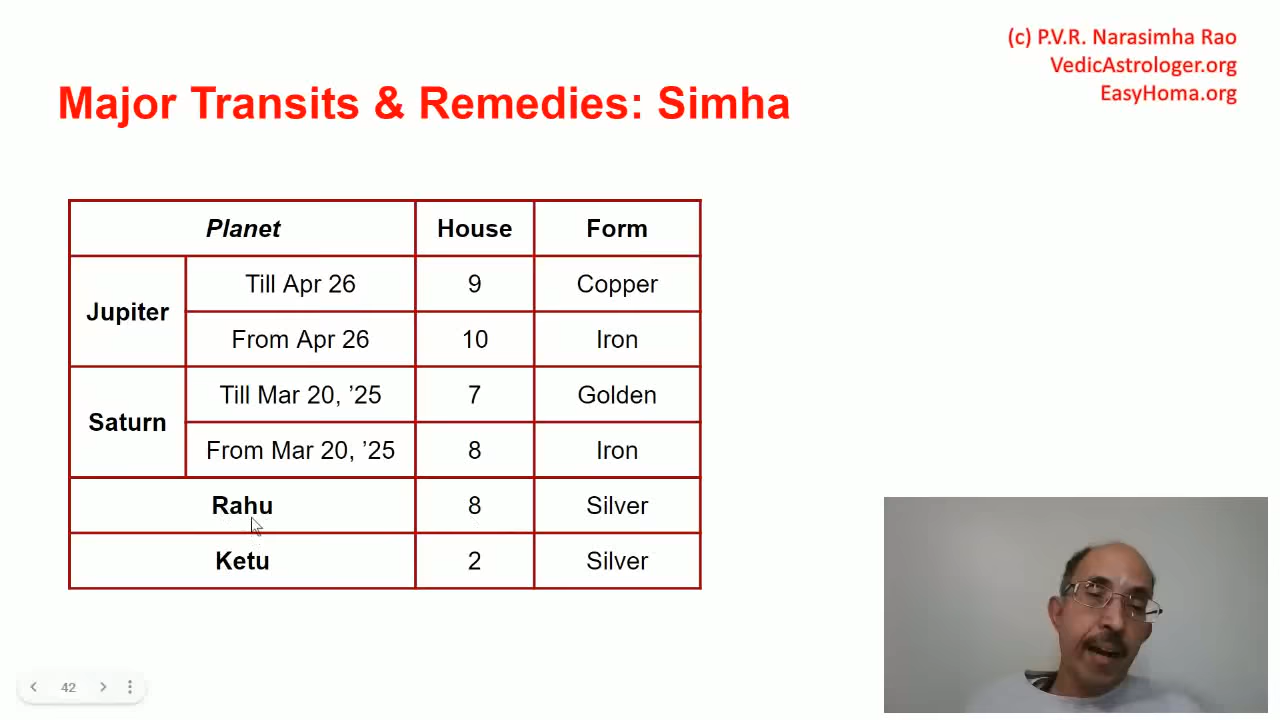 (c) P.V.R. Narasimha Rao
VedicAstrologer.org
EasyHoma.org
Major Transits & Remedies: Simha
Planet House Form
Jupiter Till Apr 26 9 Copper
From Apr 26 10 Iron
Saturn Till Mar 20, ’25 7 Golden
From Mar 20, ’25 8 Iron
Rahu 8 Silver
Ketu 2 Silver
42